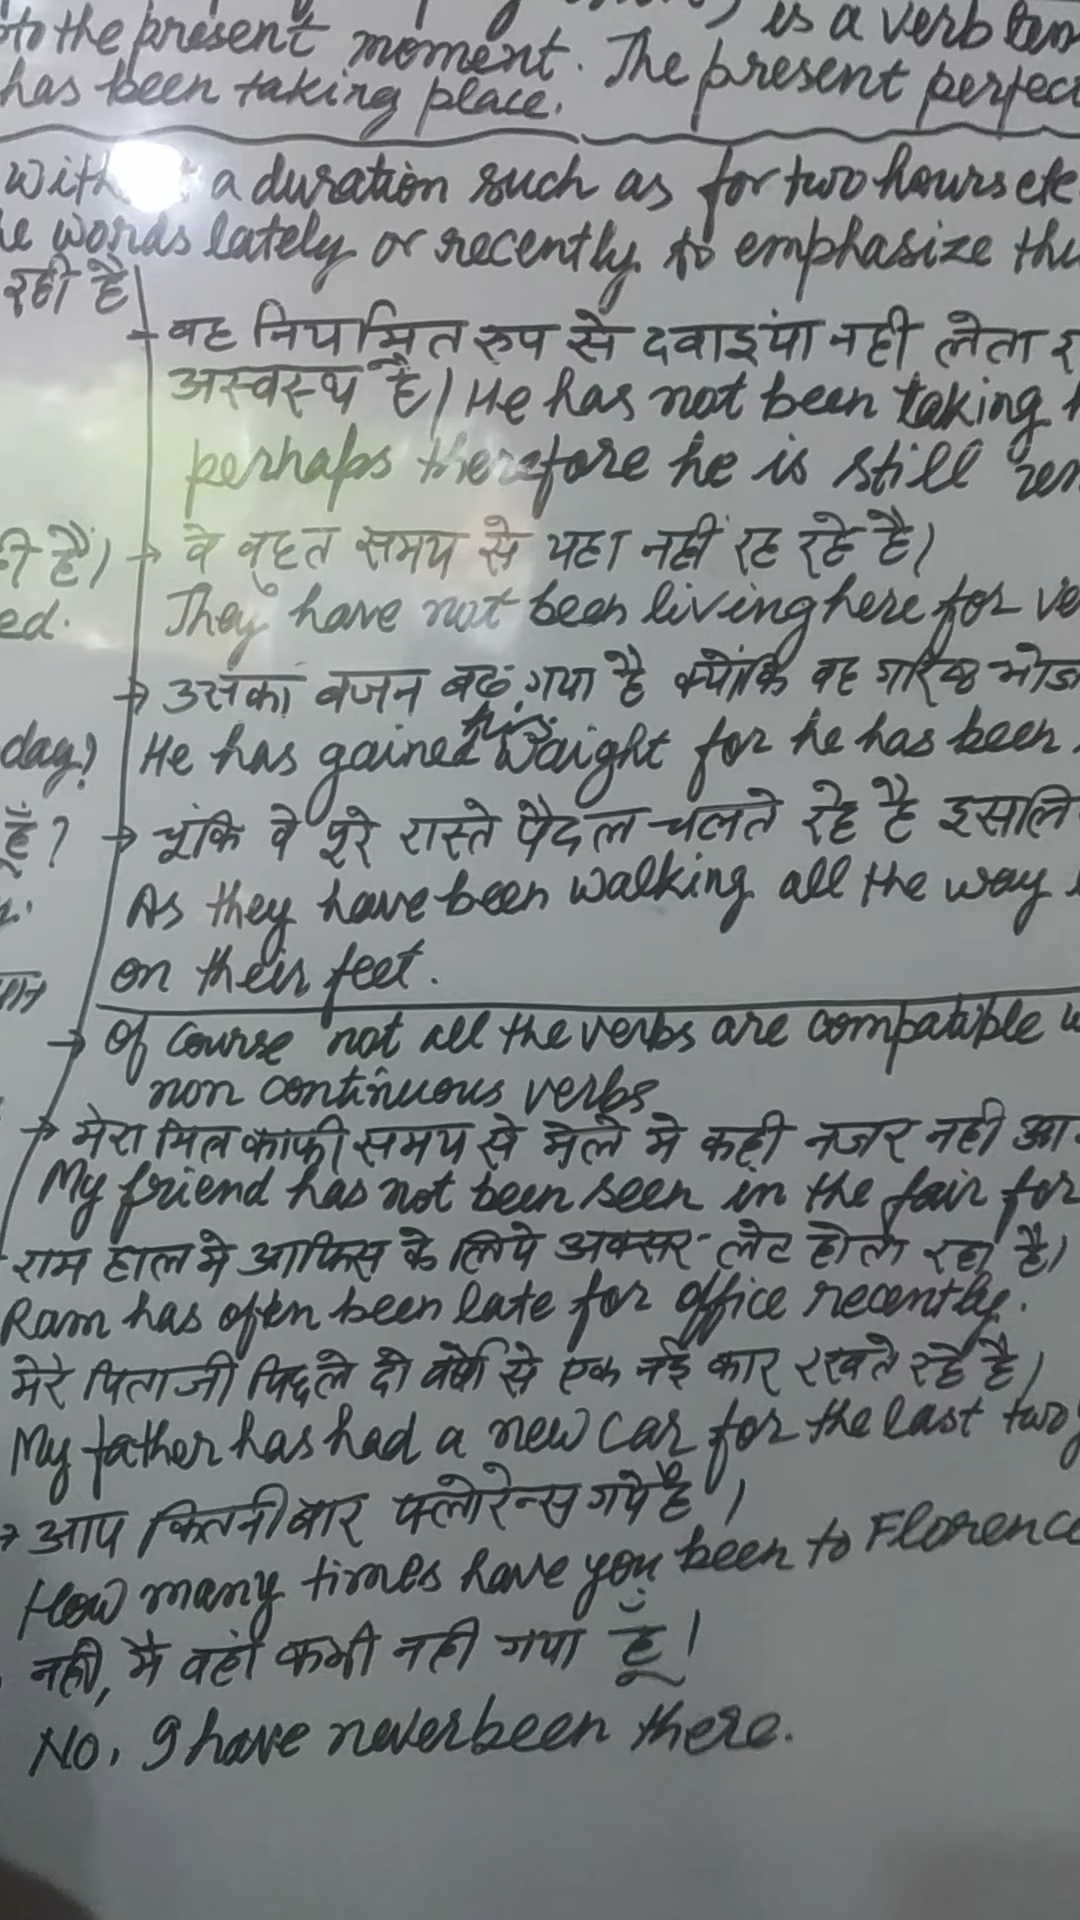 is a verb
to the present moment. The present perfect
has been taking place.
a duration such as for two hours etc
words lately or recently to emphasize
रही है
वह नियामित रुप से दवाइयां नही लेता
अस्वस्थ है। He has not been taking
perhaps therefore he is still
है। → वे बहुत समय से यहा नहीं रह रहे है।
ed. They have not been living here for
→ उसका वजन बढ़ गया है क्योंकि वह गरिष्ठ
day? He has gained his waight for he has been
हूँ? → चूंकि वे पूरे रास्ते पैदल चलते रहे है
As they have been walking all the way
on their feet.
→ Of course not all the verbs are compatible
non continuous verbs
→ मेरा मित्र काफी समय से मेले मे कही नजर नही
My friend has not been seen in the fair for
राम हाल मे आफिस के लिये अक्सर लेट होता रहा है।
Ram has often been late for office recently.
मेरे पिताजी पिछले दो वर्षो से एक नई कार रखते रहे है।
My father has had a new car for the last two
→ आप कितनी बार फ्लोरेन्स गये है।
How many times have you been to Florence
नही, मै वहां कभी नही गया हूँ।
No, I have never been there.